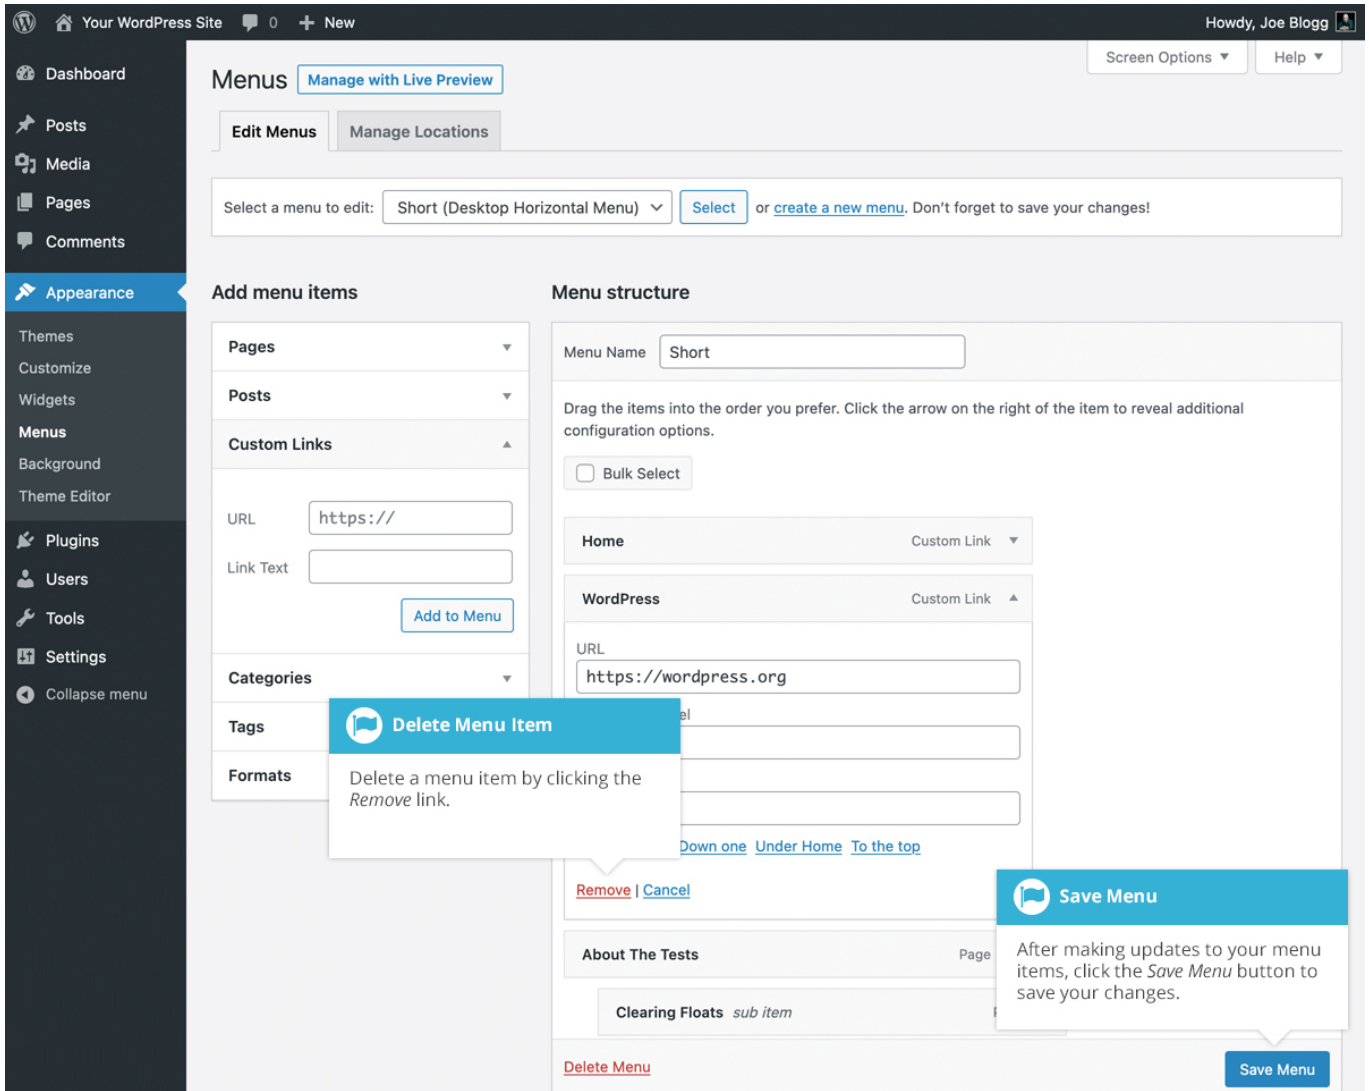 Your WordPress Site 0 New Howdy, Joe Blogg
Screen Options Help
Dashboard
Posts
Media
Pages
Comments
Appearance
Themes
Customize
Widgets
Menus
Background
Theme Editor
Plugins
Users
Tools
Settings
Collapse menu
Menus Manage with Live Preview
Edit Menus Manage Locations
Select a menu to edit: Short (Desktop Horizontal Menu) Select or create a new menu. Don't forget to save your changes!
Add menu items
Pages
Posts
Custom Links
URL https://
Link Text
Add to Menu
Categories
Tags
Formats
Delete Menu Item
Delete a menu item by clicking the
Remove link.
Menu structure
Menu Name Short
Drag the items into the order you prefer. Click the arrow on the right of the item to reveal additional
configuration options.
Bulk Select
Home Custom Link
WordPress Custom Link
URL
https://wordpress.org
Down one Under Home To the top
Remove | Cancel
About The Tests Page
Clearing Floats sub item
Delete Menu
Save Menu
After making updates to your menu
items, click the Save Menu button to
save your changes.
Save Menu